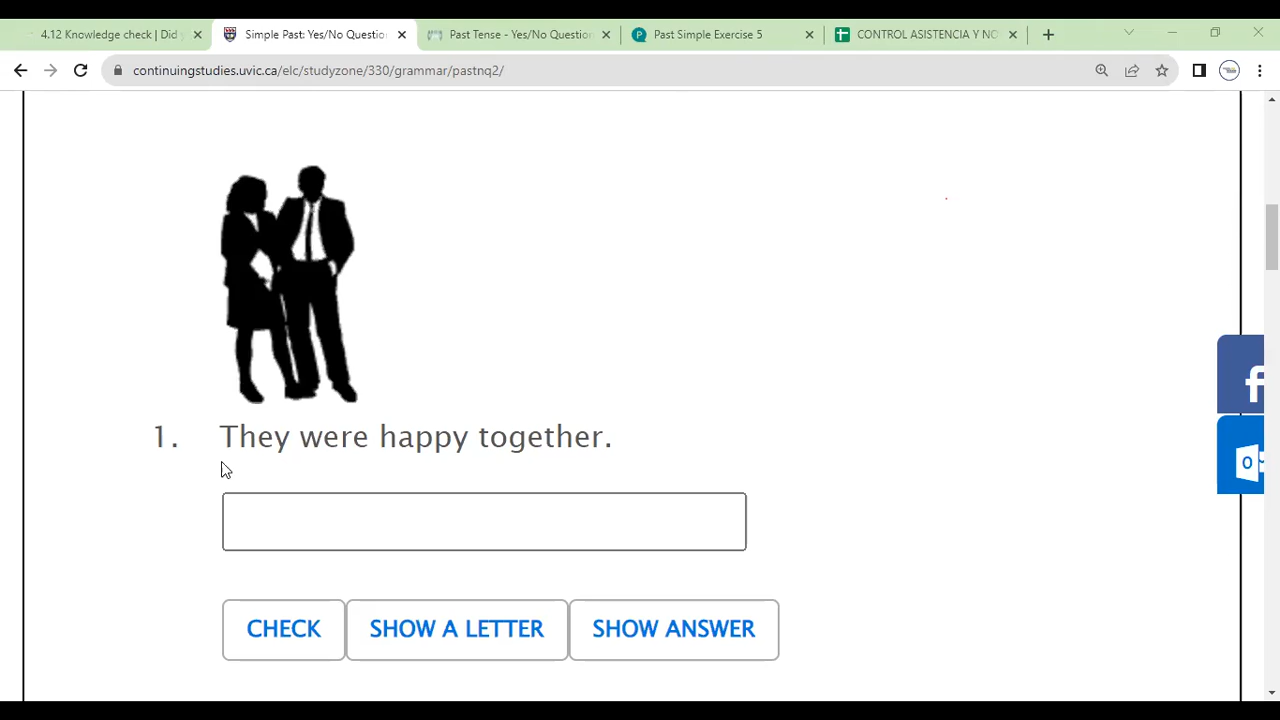 4.12 Knowledge check | Did y
Simple Past: Yes/No Questio
Past Tense - Yes/No Question
Past Simple Exercise 5
CONTROL ASISTENCIA Y NO
continuingstudies.uvic.ca/elc/studyzone/330/grammar/pastnq2/
1. They were happy together.
CHECK
SHOW A LETTER
SHOW ANSWER